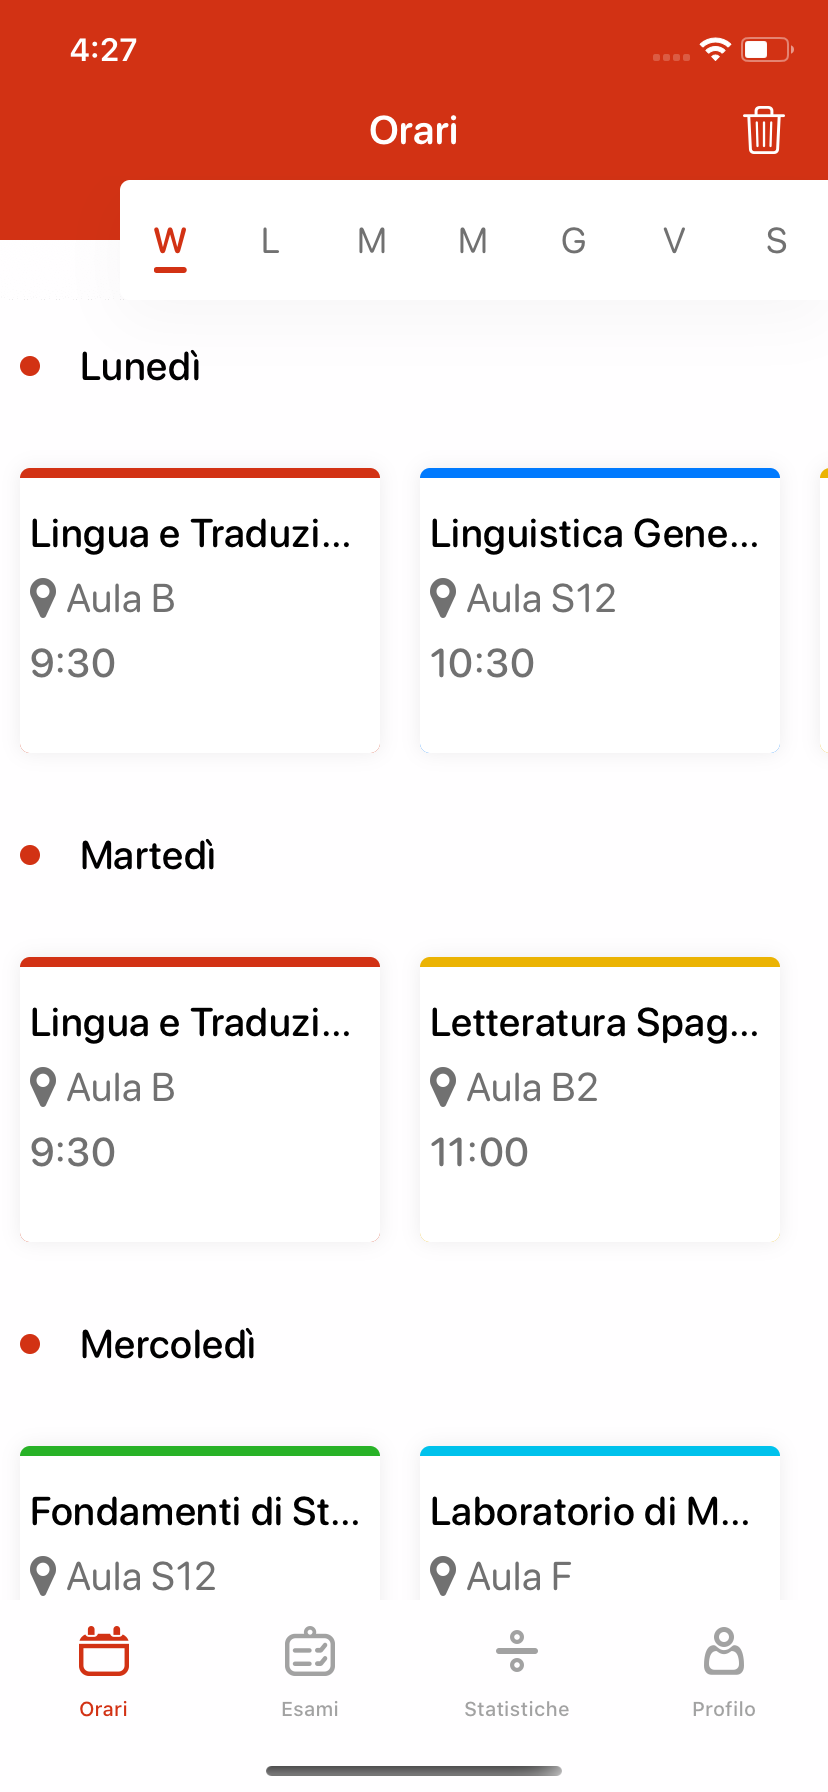 4:27
Orari
W L M M G V S
Lunedì
Lingua e Traduzi...
Aula B
9:30
Linguistica Gene...
Aula S12
10:30
Martedì
Lingua e Traduzi...
Aula B
9:30
Letteratura Spag...
Aula B2
11:00
Mercoledì
Fondamenti di St...
Aula S12
Laboratorio di M...
Aula F
Orari
Esami
Statistiche
Profilo